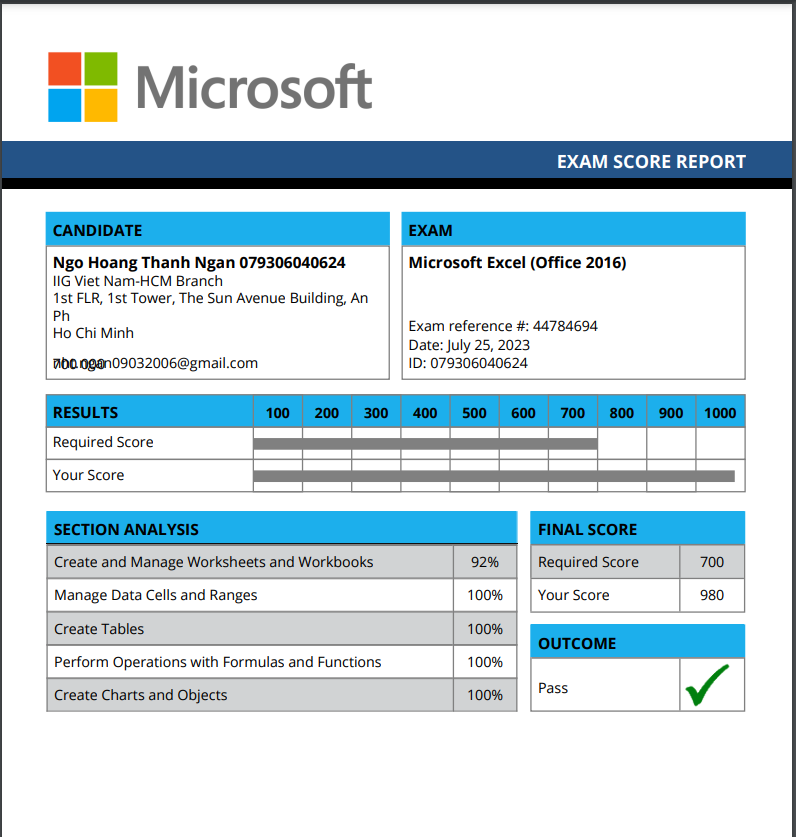 Microsoft
EXAM SCORE REPORT
CANDIDATE
Ngo Hoang Thanh Ngan 079306040624
IIG Viet Nam-HCM Branch
1st FLR, 1st Tower, The Sun Avenue Building, An
Ph
Ho Chi Minh
700 000
EXAM
Microsoft Excel (Office 2016)
Exam reference #: 44784694
Date: July 25, 2023
ID: 079306040624
RESULTS 100 200 300 400 500 600 700 800 900 1000
Required Score
Your Score
SECTION ANALYSIS
Create and Manage Worksheets and Workbooks 92%
Manage Data Cells and Ranges 100%
Create Tables 100%
Perform Operations with Formulas and Functions 100%
Create Charts and Objects 100%
FINAL SCORE
Required Score 700
Your Score 980
OUTCOME
Pass